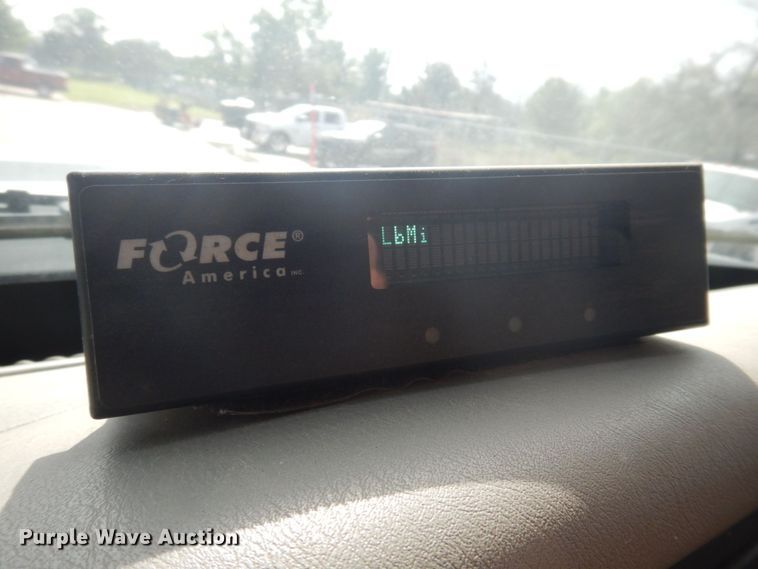 FORCE®
America INC.
LbMi
Purple Wave Auction